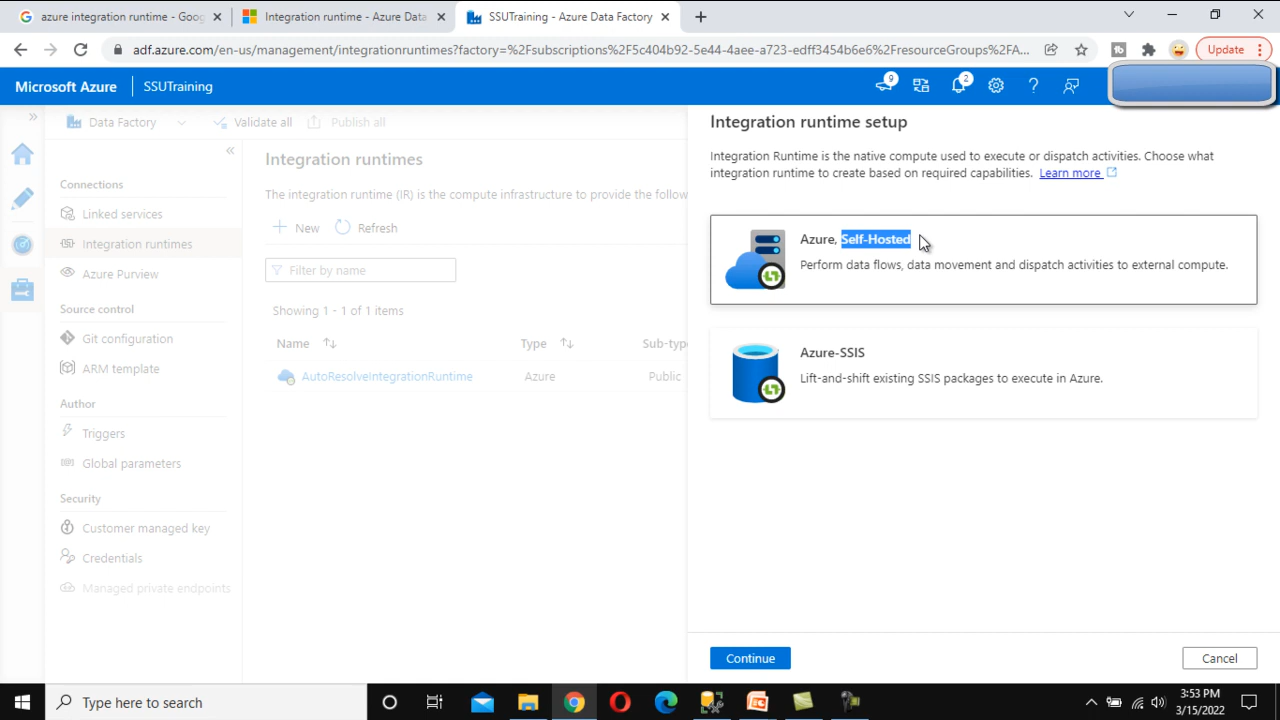 azure integration runtime - Goog
Integration runtime - Azure Data
SSUTraining - Azure Data Factory
adf.azure.com/en-us/management/integrationruntimes?factory=%2Fsubscriptions%2F5c404b92-5e44-4aee-a723-edff3454b6e6%2FresourceGroups%2FA...
Update
Microsoft Azure
SSUTraining
9
2
Data Factory
Validate all
Publish all
Connections
Linked services
Integration runtimes
Azure Purview
Source control
Git configuration
ARM template
Author
Triggers
Global parameters
Security
Customer managed key
Credentials
Managed private endpoints
Integration runtimes
The integration runtime (IR) is the compute infrastructure to provide the follow
New
Refresh
Filter by name
Showing 1 - 1 of 1 items
Name
Type
Sub-type
AutoResolveIntegrationRuntime
Azure
Public
Integration runtime setup
Integration Runtime is the native compute used to execute or dispatch activities. Choose what
integration runtime to create based on required capabilities. Learn more
Azure, Self-Hosted
Perform data flows, data movement and dispatch activities to external compute.
Azure-SSIS
Lift-and-shift existing SSIS packages to execute in Azure.
Continue
Cancel
Type here to search
3:53 PM
3/15/2022